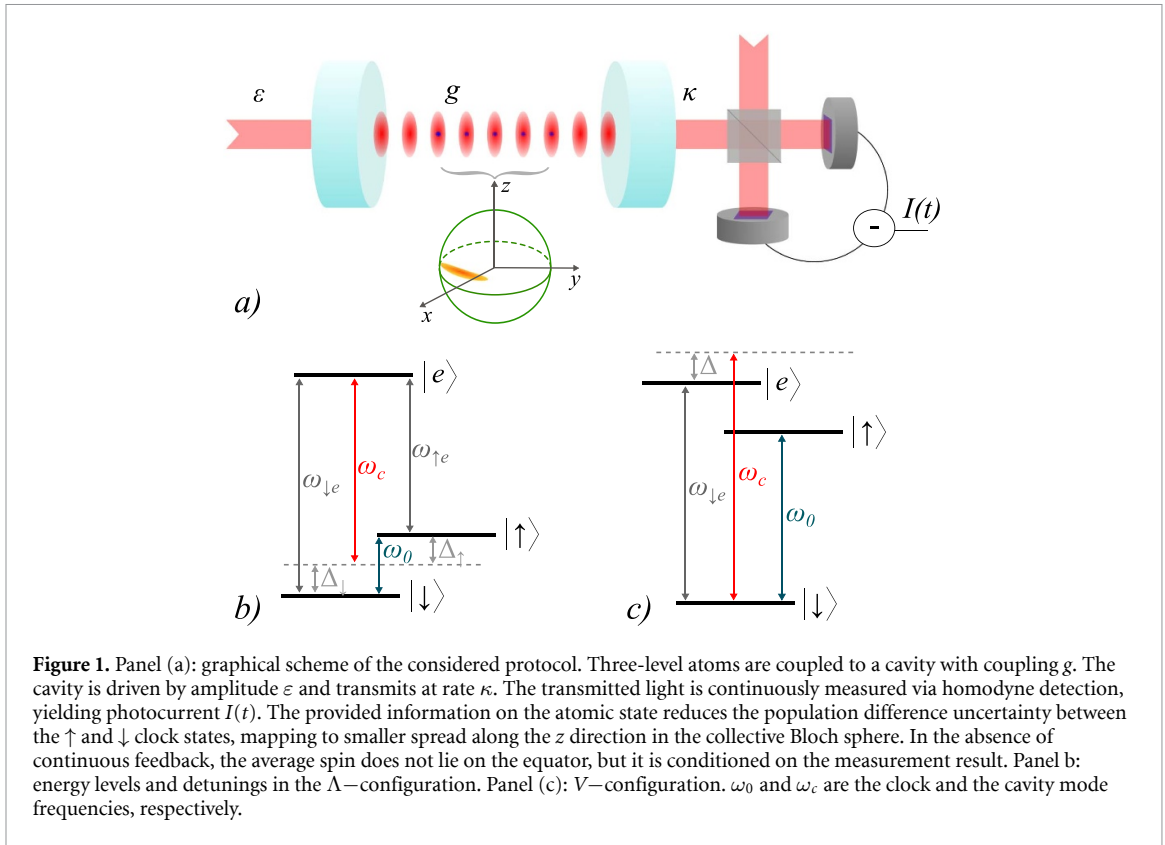 ε
g
κ
z
I(t)
-
y
x
a)
|e⟩
Δ
|e⟩
ω↑e
|↑⟩
ω↓e
ωc
ω↓e
ωc
ω0
|↑⟩
ω0
Δ↑
Δ↓
|↓⟩
|↓⟩
b)
c)
Figure 1. Panel (a): graphical scheme of the considered protocol. Three-level atoms are coupled to a cavity with coupling g. The
cavity is driven by amplitude ε and transmits at rate κ. The transmitted light is continuously measured via homodyne detection,
yielding photocurrent I(t). The provided information on the atomic state reduces the population difference uncertainty between
the ↑ and ↓ clock states, mapping to smaller spread along the z direction in the collective Bloch sphere. In the absence of
continuous feedback, the average spin does not lie on the equator, but it is conditioned on the measurement result. Panel b:
energy levels and detunings in the Λ−configuration. Panel (c): V−configuration. ω0 and ωc are the clock and the cavity mode
frequencies, respectively.